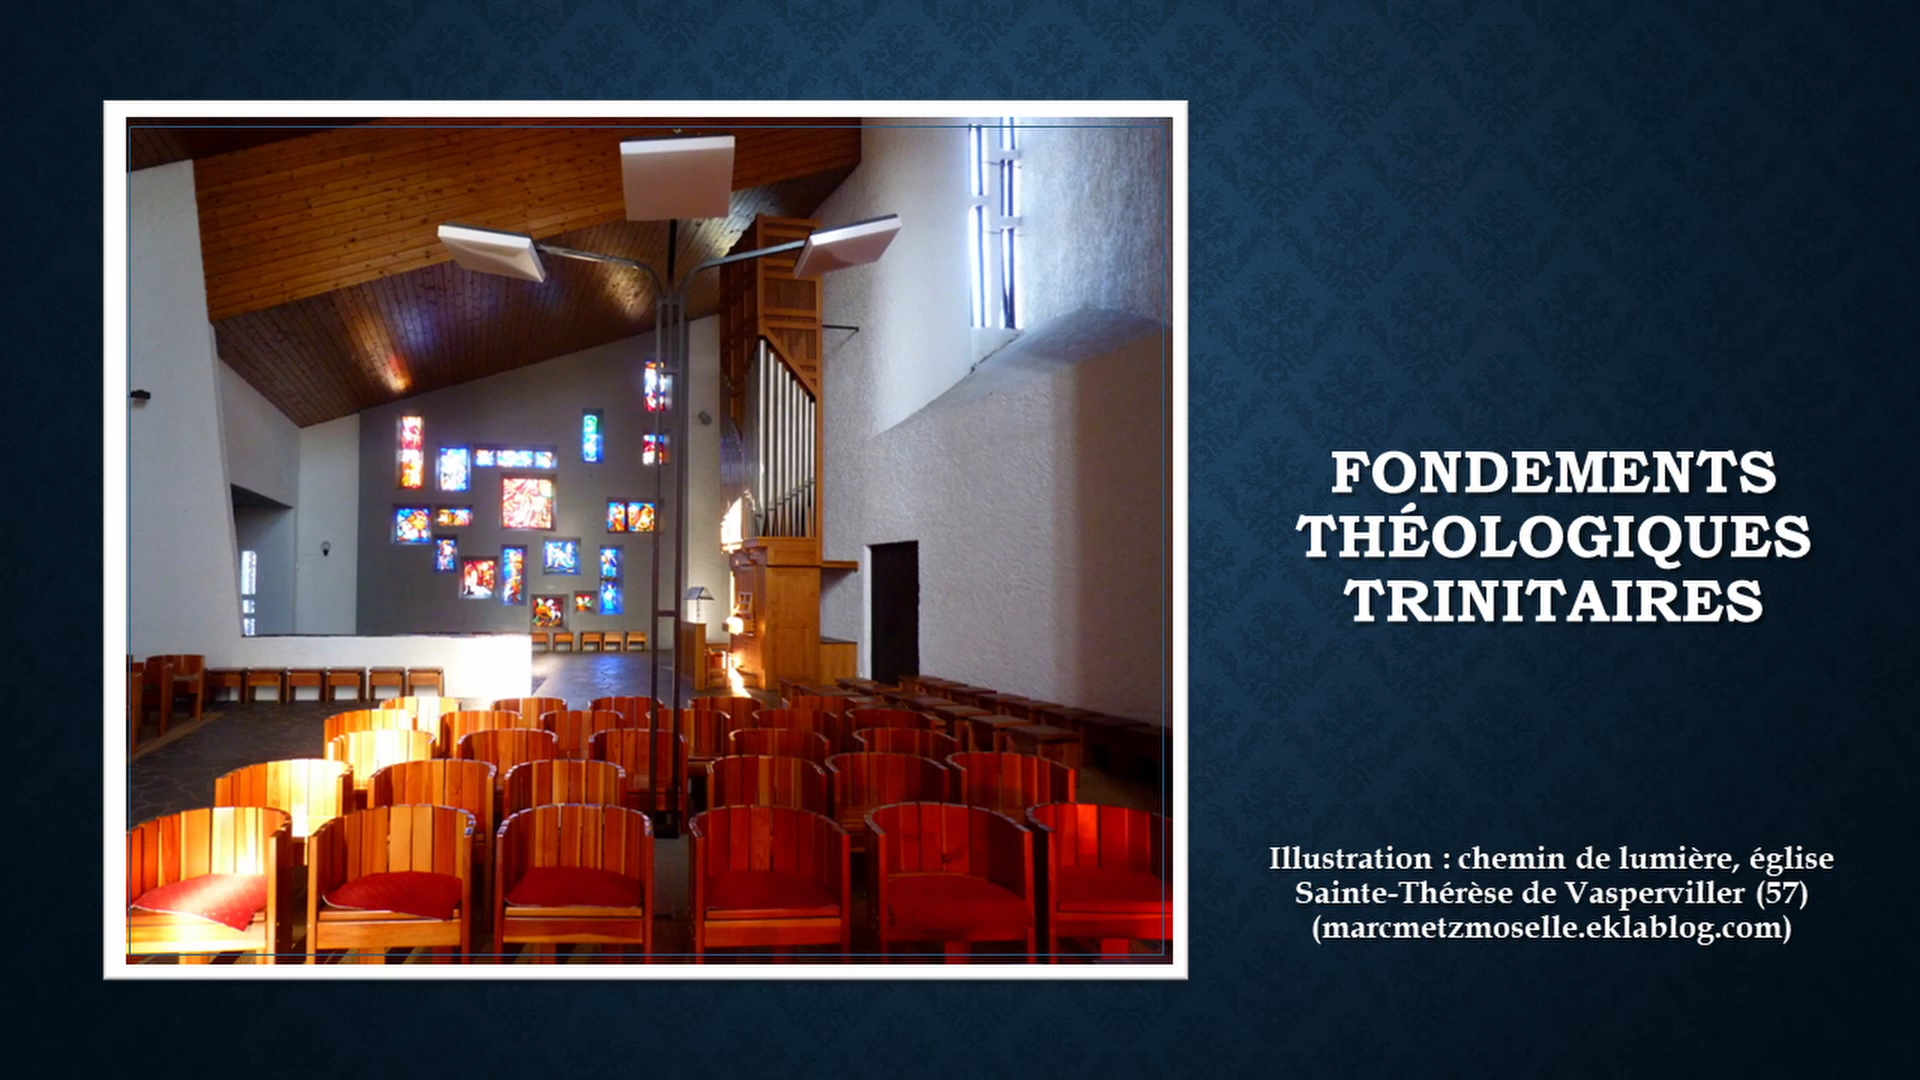 FONDEMENTS
THÉOLOGIQUES
TRINITAIRES
Illustration : chemin de lumière, église
Sainte-Thérèse de Vasperviller (57)
(marcmetzmoselle.eklablog.com)